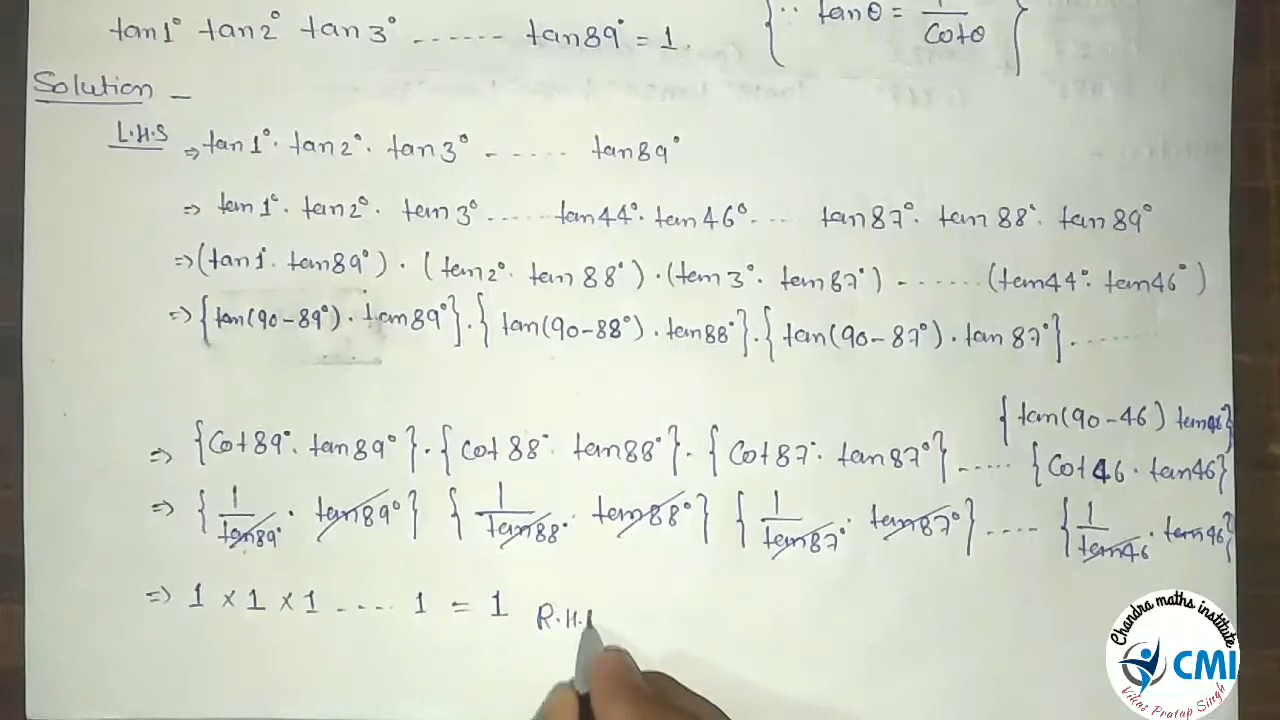 tan1° tan2° tan3° ...... tan89° = 1. {∵ tanθ = 1/Cotθ}
Solution -
L.H.S ⇒ tan1°. tan2°. tan3° ...... tan89°
⇒ tan1°. tan2°. tan3° ...... tan44°. tan46°. ... tan87°. tan88°. tan89°
⇒ (tan1°. tan89°) . (tan2°. tan88°) . (tan3°. tan87°) ....... (tan44°. tan46°)
⇒ {tan(90-89°) . tan89°} . {tan(90-88°) . tan88°} . {tan(90-87°) . tan87°} . .......
{tan(90-46) tan46}
⇒ {Cot89°. tan89°} . {Cot88°. tan88°} . {Cot87°. tan87°} ..... {Cot46. tan46}
⇒ {1/tan89° . tan89°} {1/tan88° . tan88°} {1/tan87° . tan87°} ..... {1/tan46 . tan46}
⇒ 1 × 1 × 1 ..... 1 = 1 R.H.
Chandra maths institute
CMI
Vikas Pratap Singh